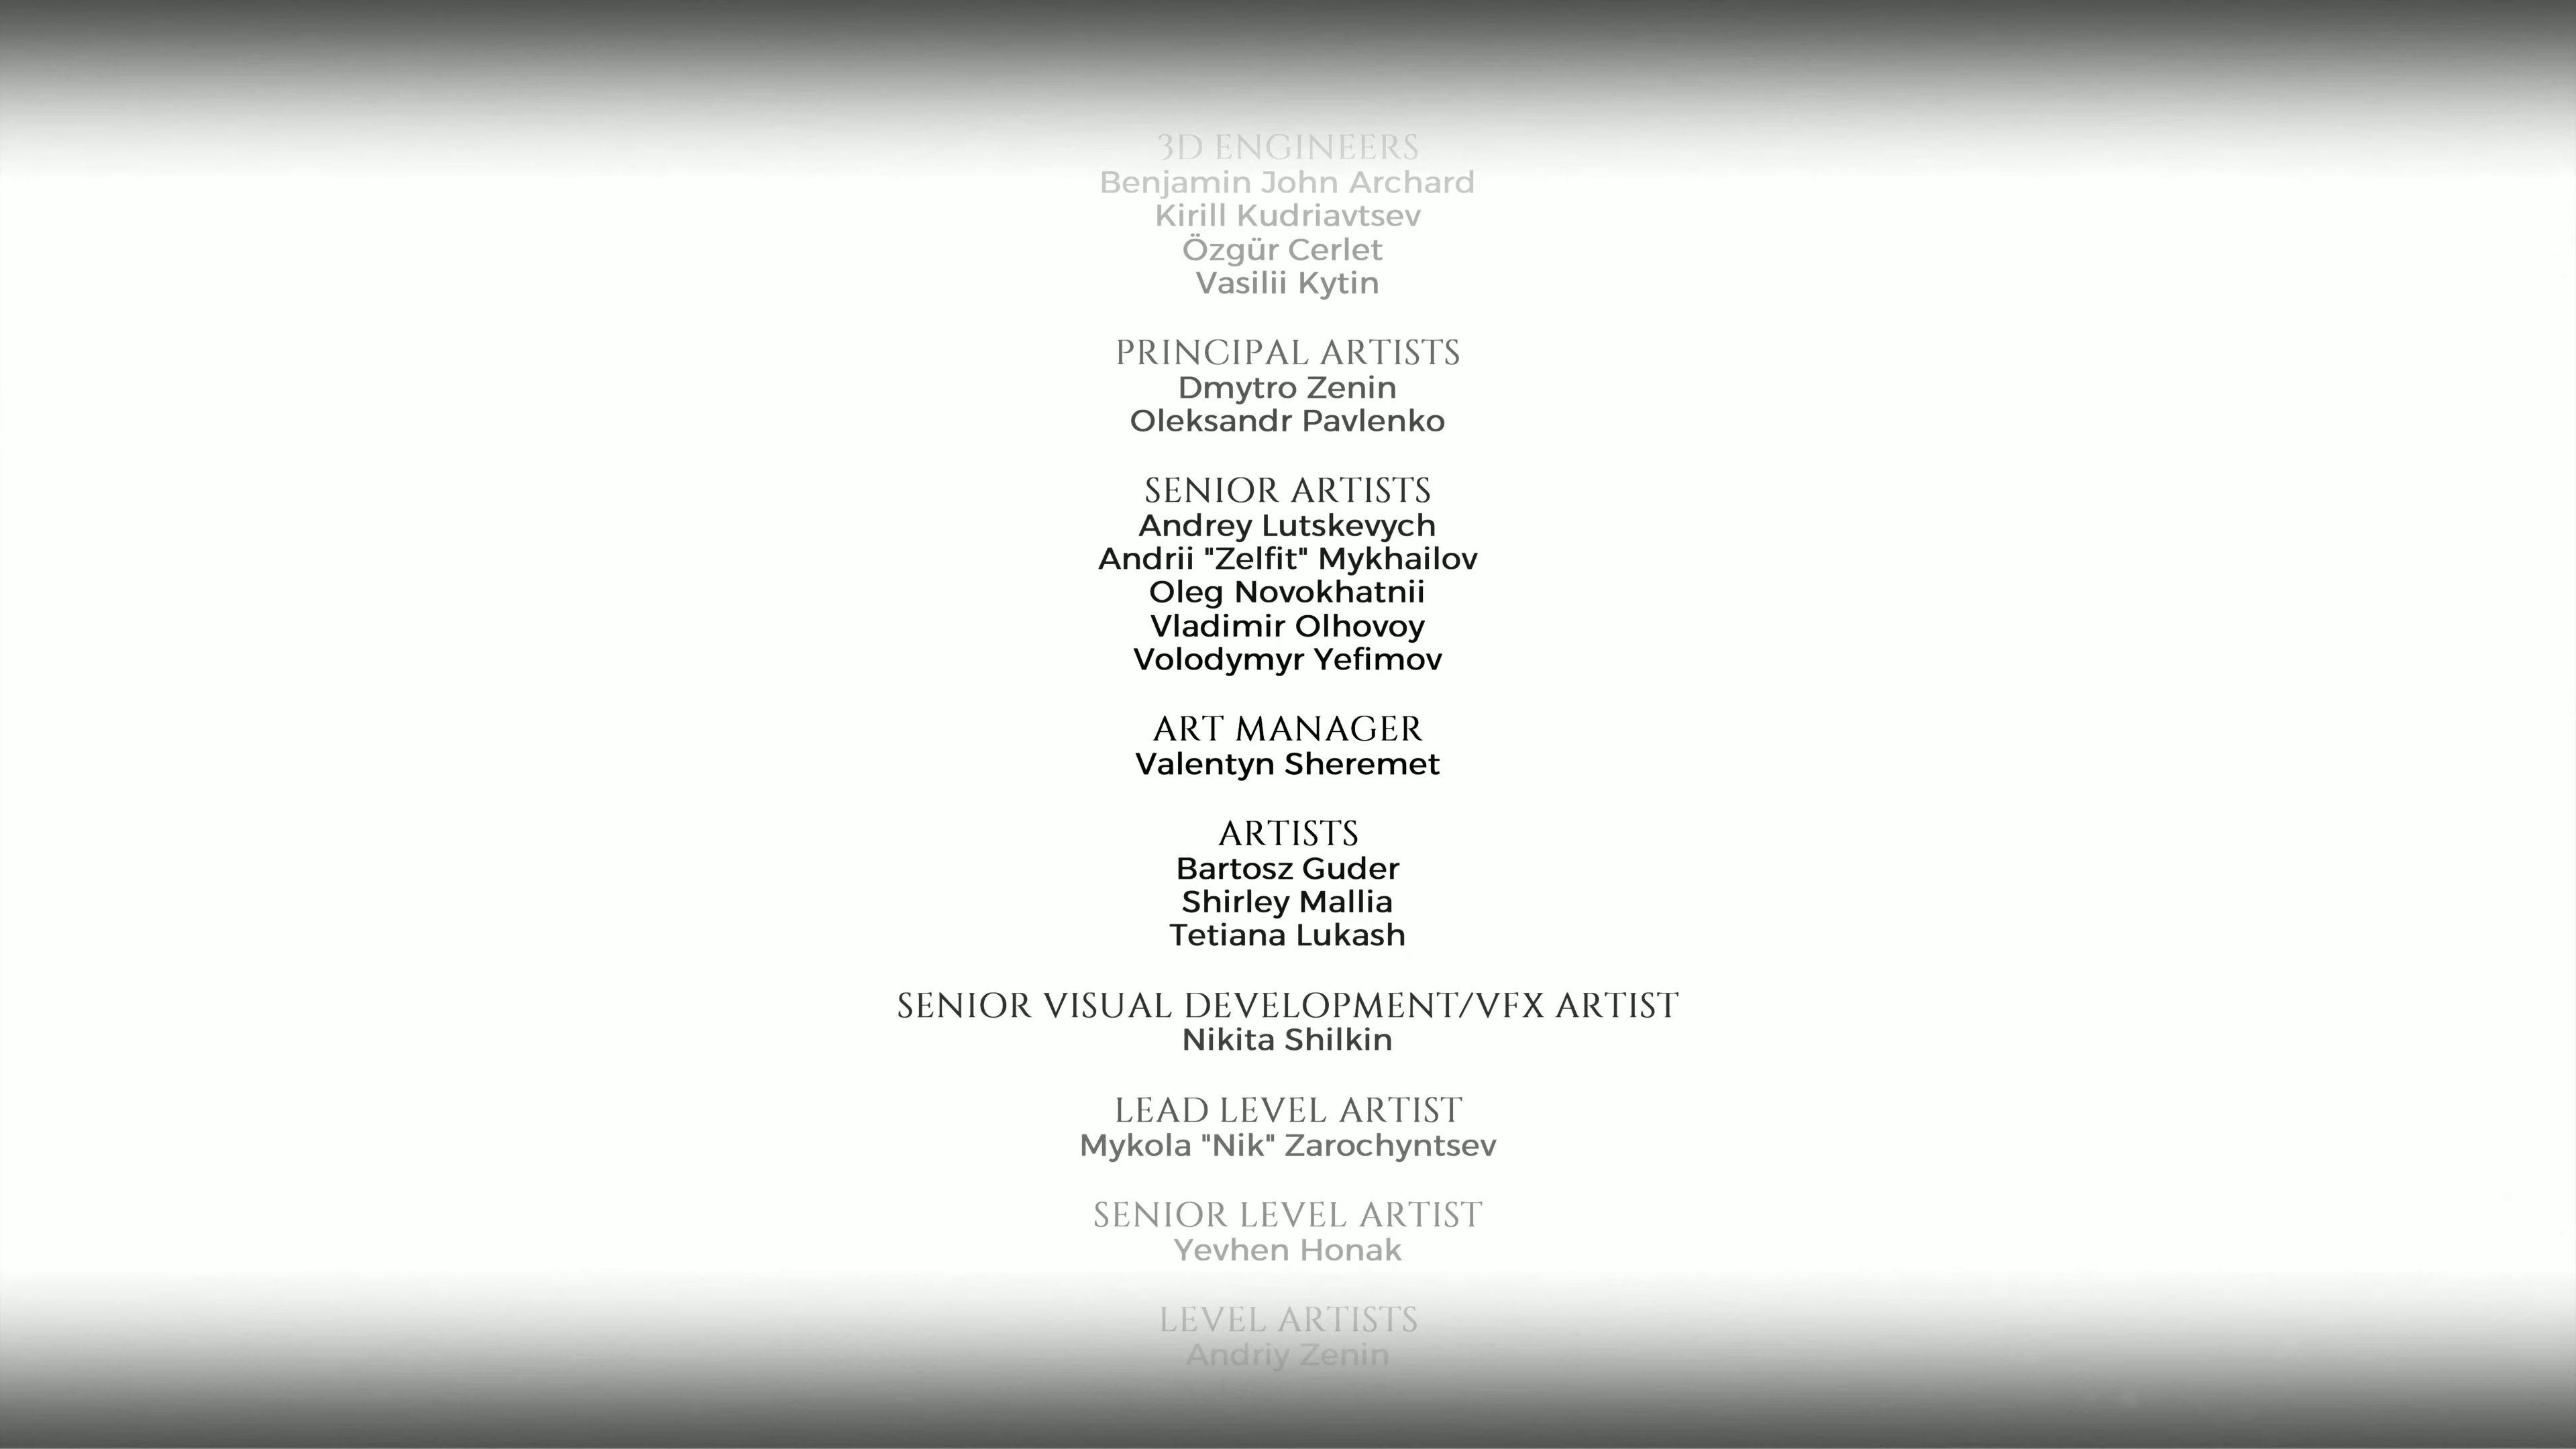 3D ENGINEERS
Benjamin John Archard
Kirill Kudriavtsev
Özgür Cerlet
Vasilii Kytin
PRINCIPAL ARTISTS
Dmytro Zenin
Oleksandr Pavlenko
SENIOR ARTISTS
Andrey Lutskevych
Andrii "Zelfit" Mykhailov
Oleg Novokhatnii
Vladimir Olhovoy
Volodymyr Yefimov
ART MANAGER
Valentyn Sheremet
ARTISTS
Bartosz Guder
Shirley Mallia
Tetiana Lukash
SENIOR VISUAL DEVELOPMENT/VFX ARTIST
Nikita Shilkin
LEAD LEVEL ARTIST
Mykola "Nik" Zarochyntsev
SENIOR LEVEL ARTIST
Yevhen Honak
LEVEL ARTISTS
Andriy Zenin